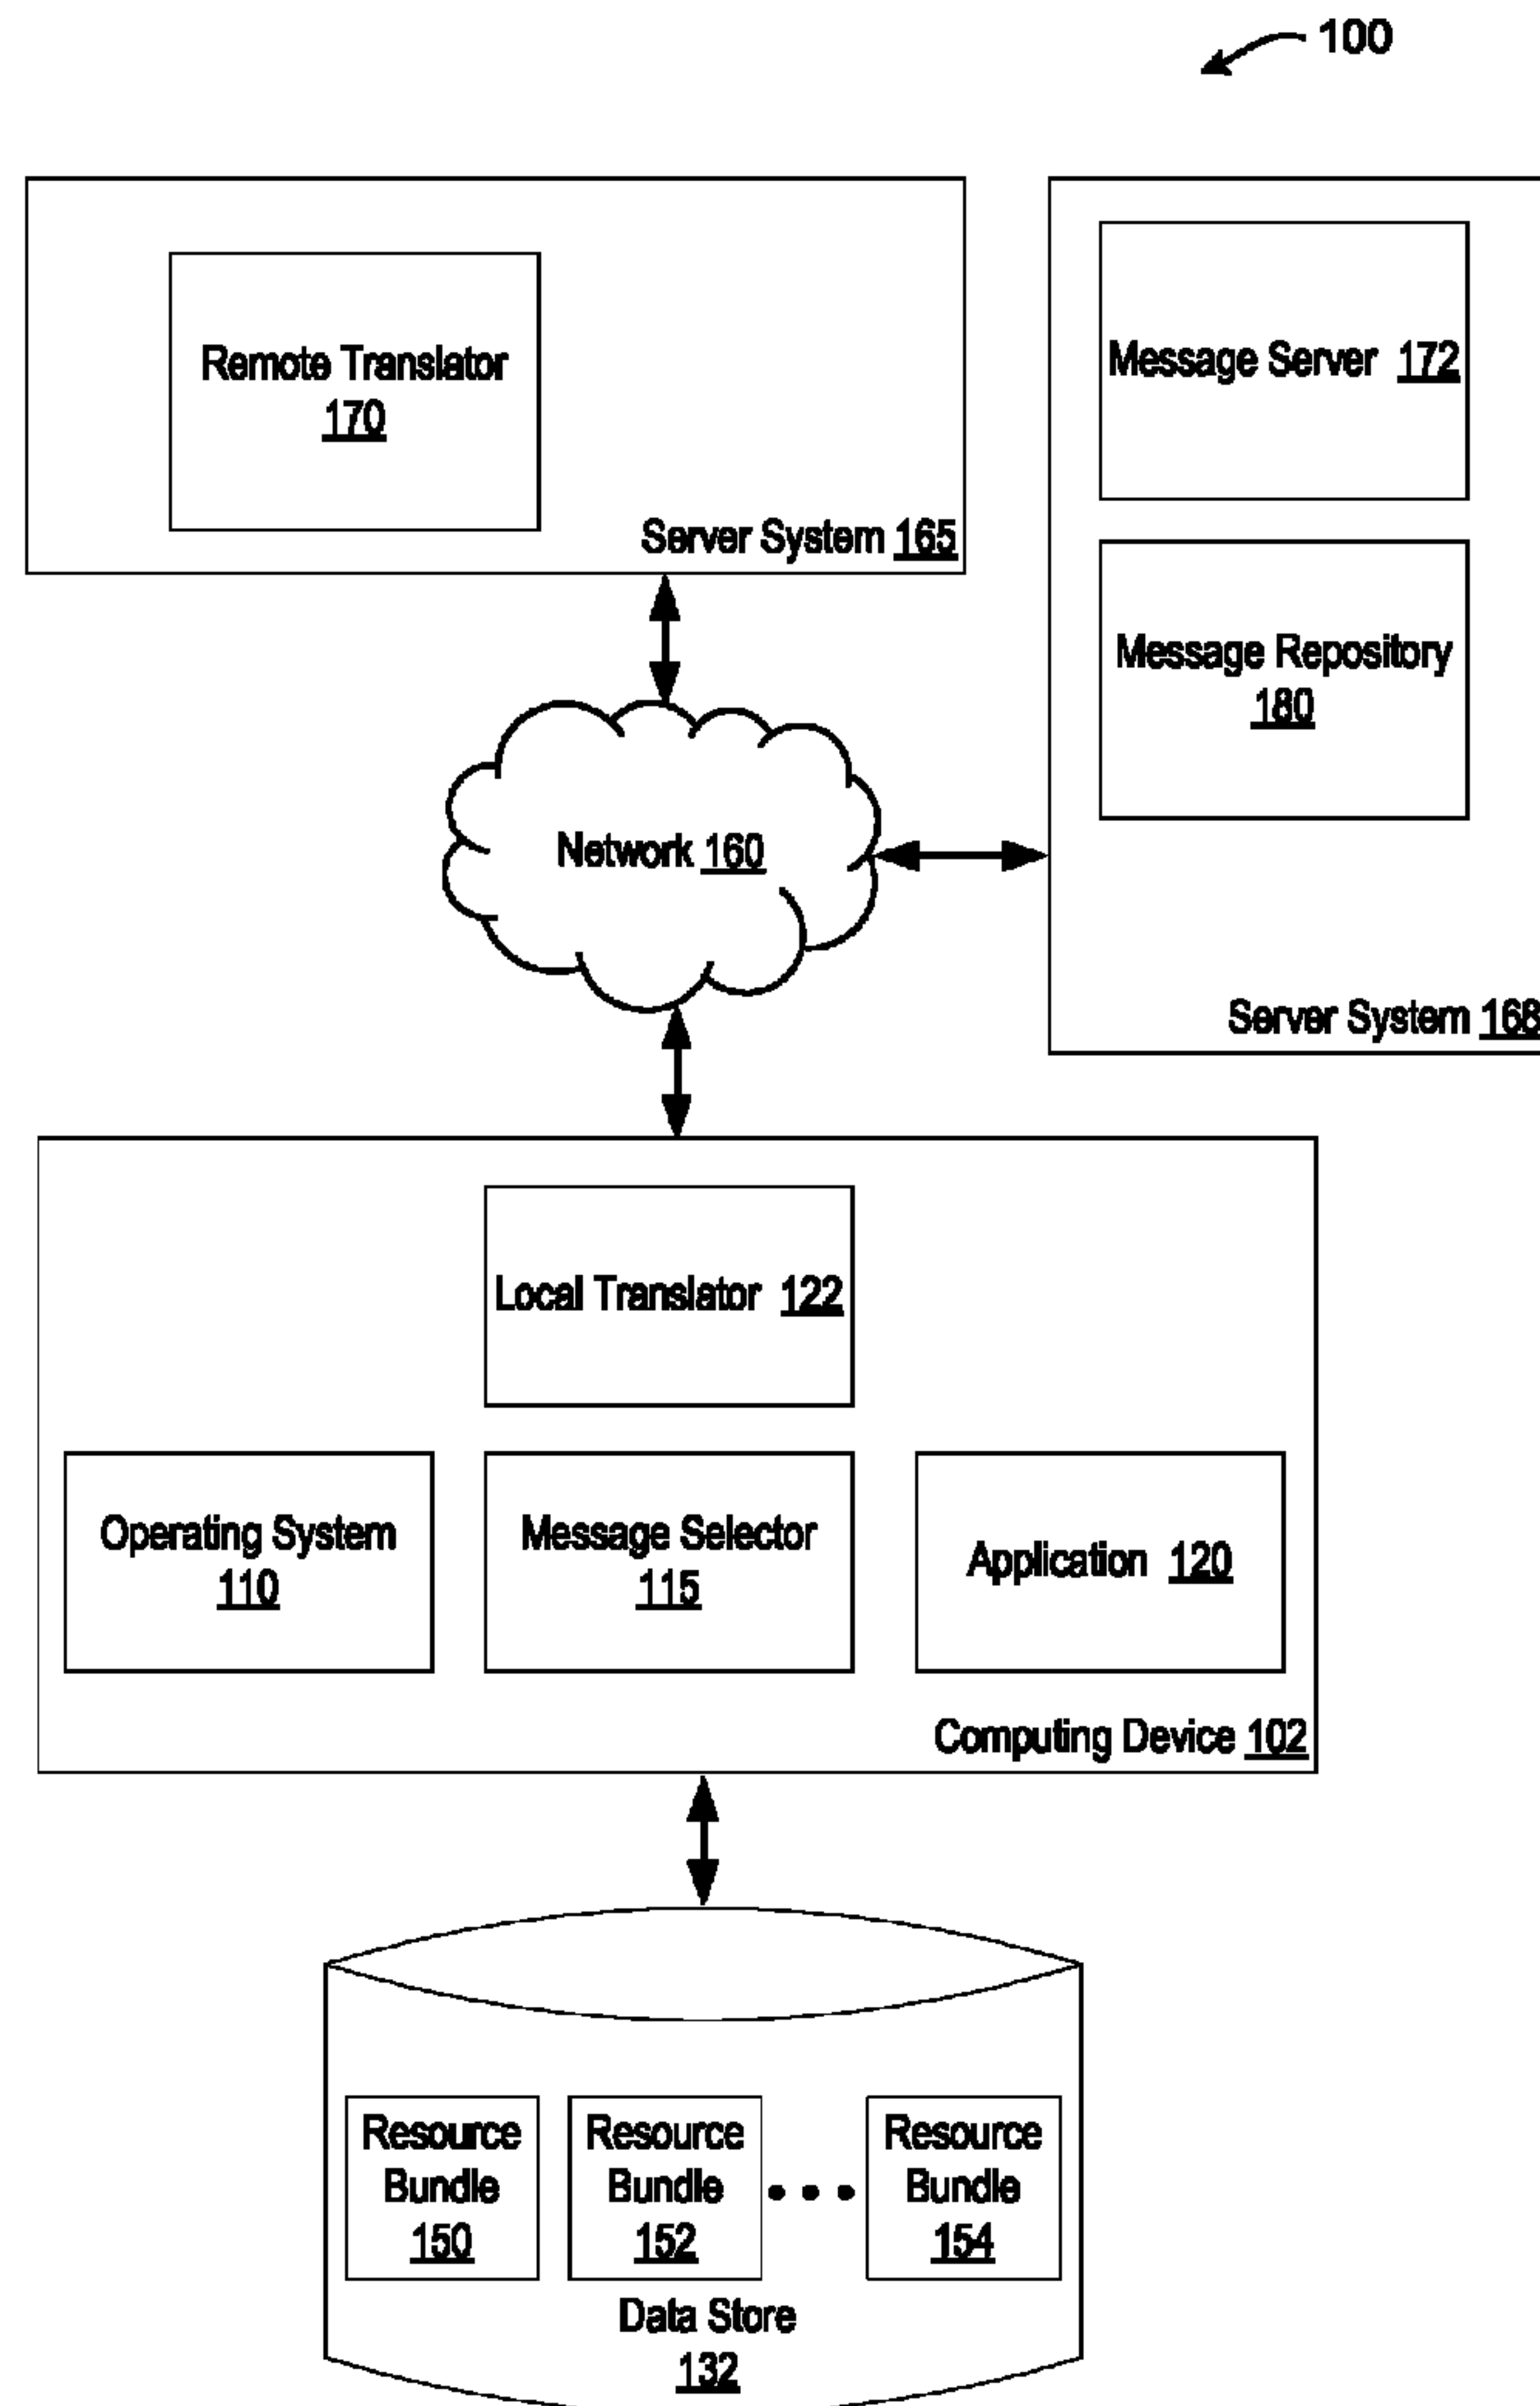 100
Remote Translator
170
Server System 165
Message Server 172
Message Repository
180
Server System 168
Network 160
Local Translator 122
Operating System
110
Message Selector
115
Application 120
Computing Device 102
Resource
Bundle
150
Resource
Bundle
152
Resource
Bundle
154
Data Store
132